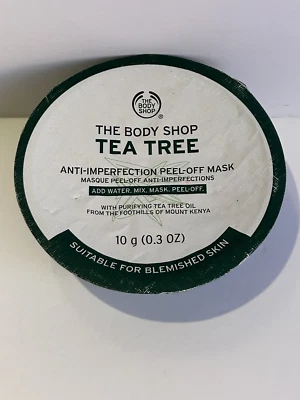 THE
BODY
SHOP
®
THE BODY SHOP
TEA TREE
ANTI-IMPERFECTION PEEL-OFF MASK
MASQUE PEEL-OFF ANTI-IMPERFECTIONS
ADD WATER. MIX. MASK. PEEL-OFF.
WITH PURIFYING TEA TREE OIL
FROM THE FOOTHILLS OF MOUNT KENYA
10 g (0.3 OZ)
SUITABLE FOR BLEMISHED SKIN